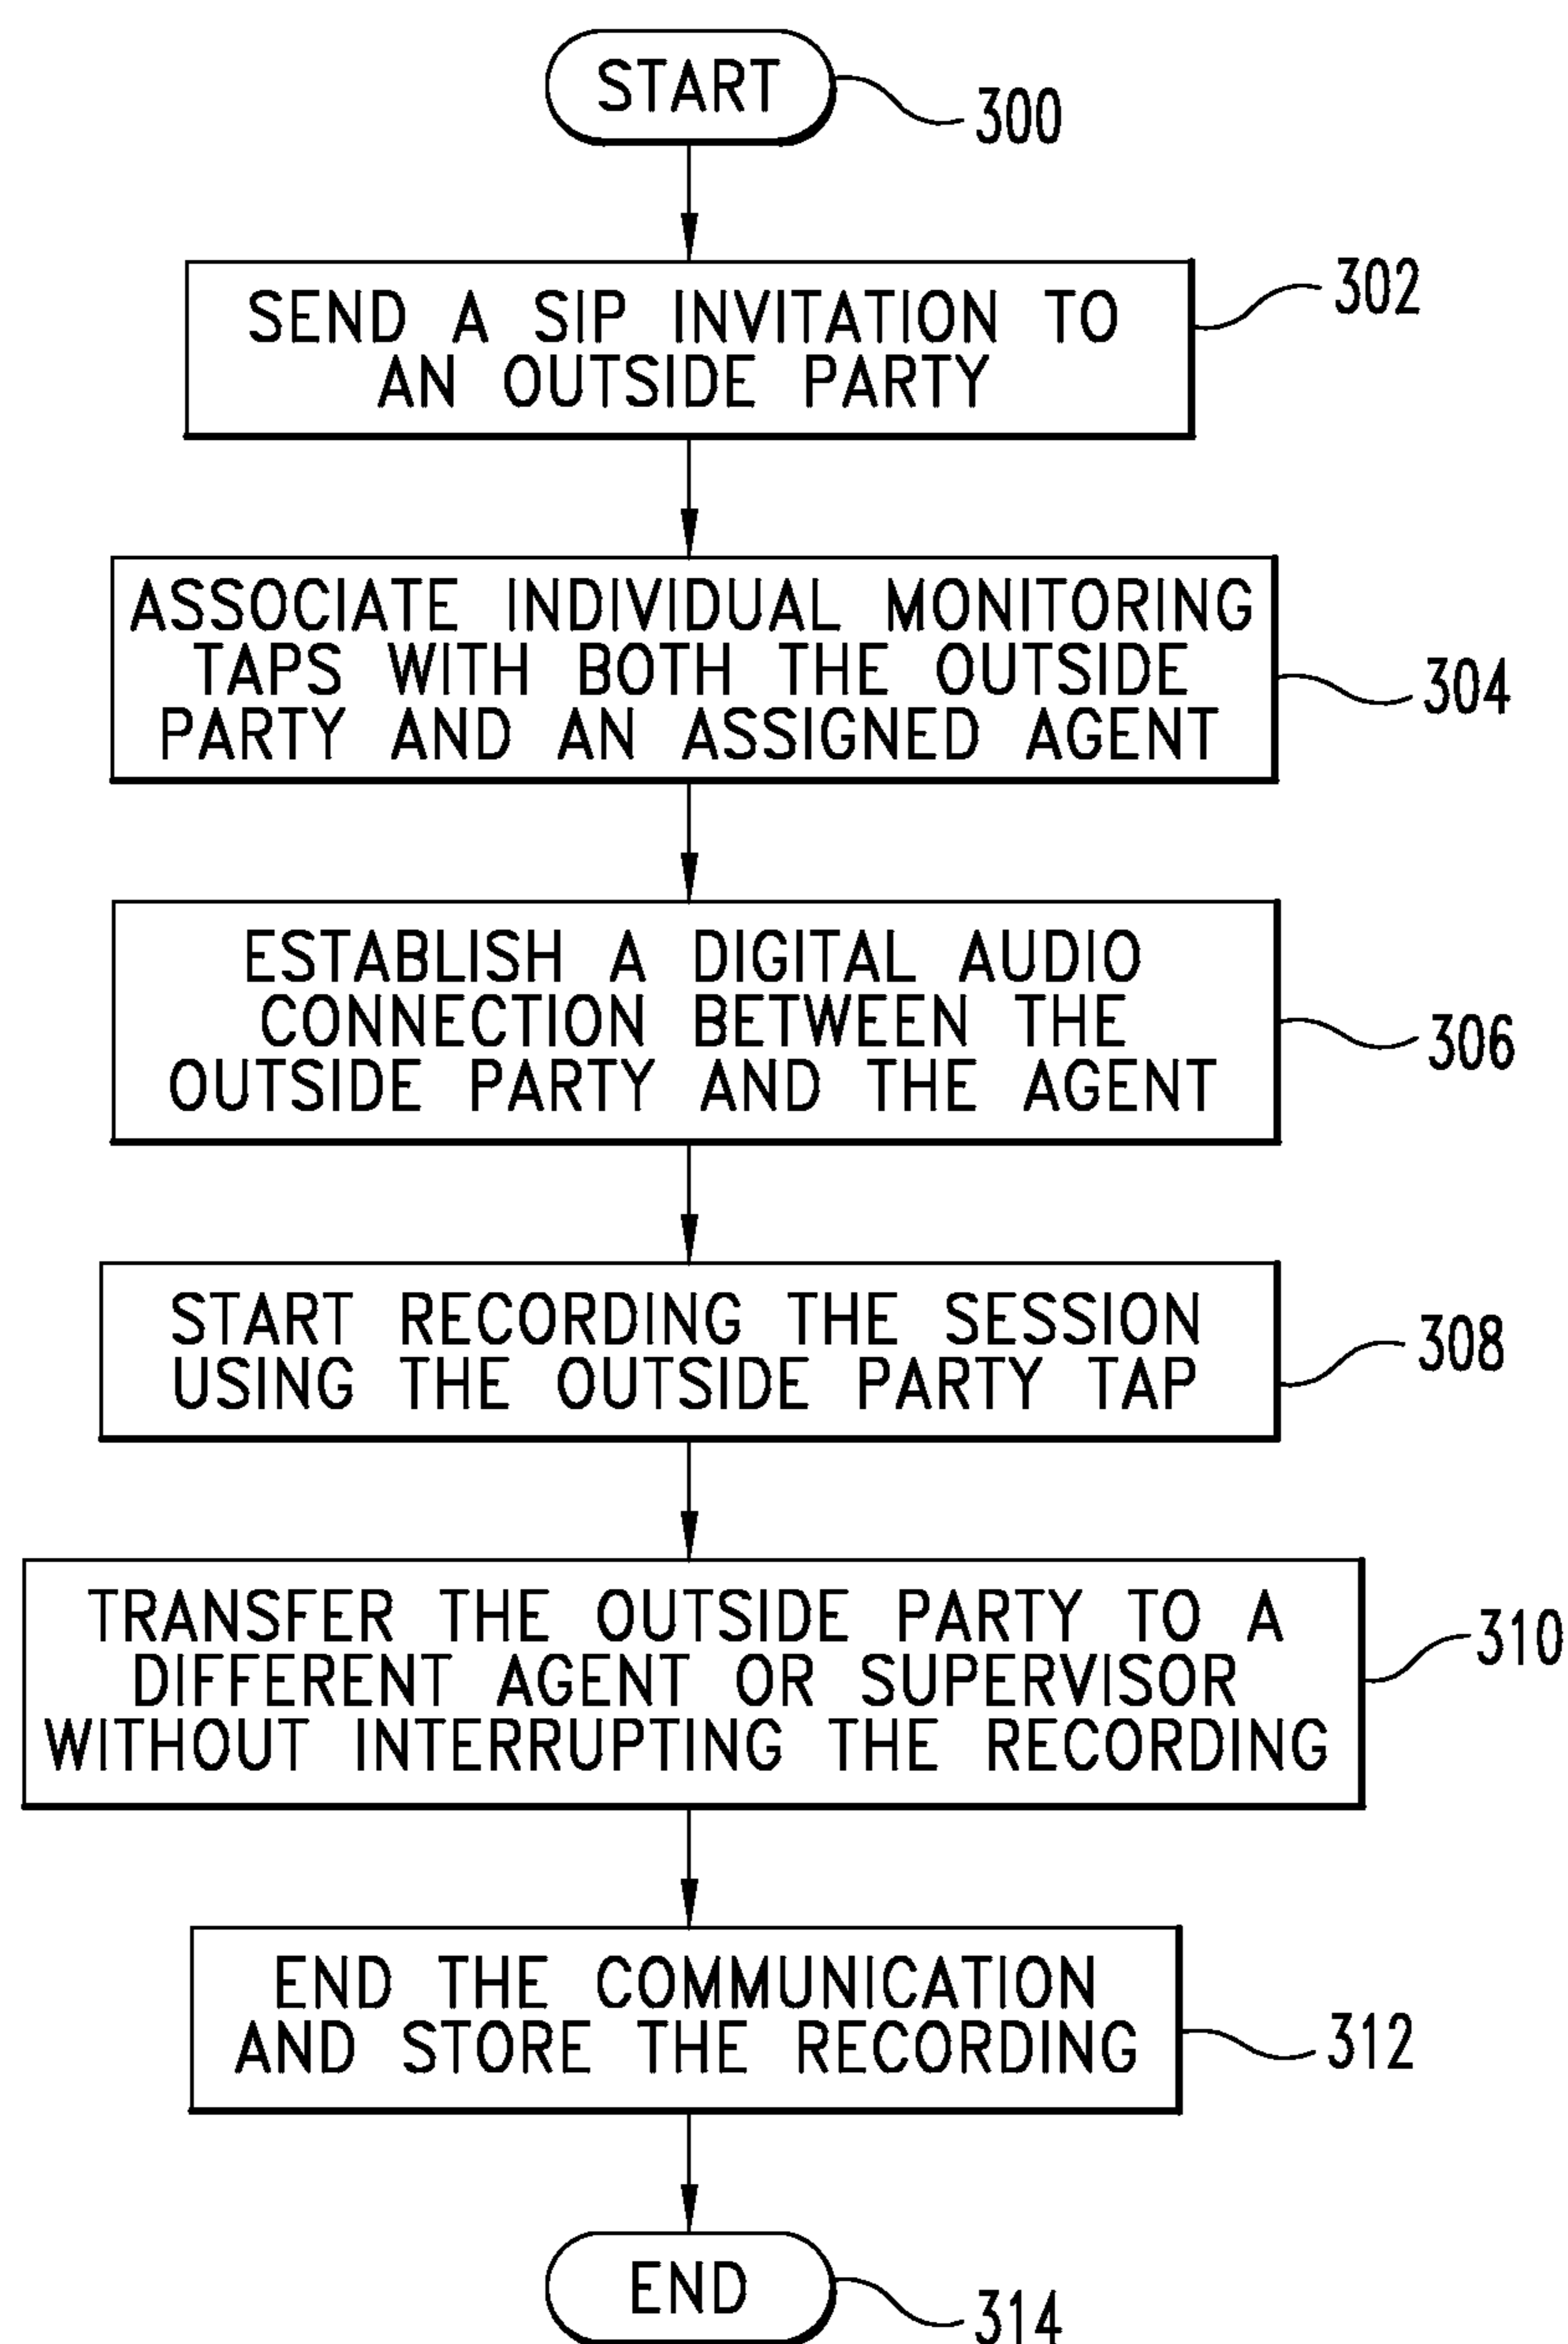 START
300
SEND A SIP INVITATION TO
AN OUTSIDE PARTY
302
ASSOCIATE INDIVIDUAL MONITORING
TAPS WITH BOTH THE OUTSIDE
PARTY AND AN ASSIGNED AGENT
304
ESTABLISH A DIGITAL AUDIO
CONNECTION BETWEEN THE
OUTSIDE PARTY AND THE AGENT
306
START RECORDING THE SESSION
USING THE OUTSIDE PARTY TAP
308
TRANSFER THE OUTSIDE PARTY TO A
DIFFERENT AGENT OR SUPERVISOR
WITHOUT INTERRUPTING THE RECORDING
310
END THE COMMUNICATION
AND STORE THE RECORDING
312
END
314